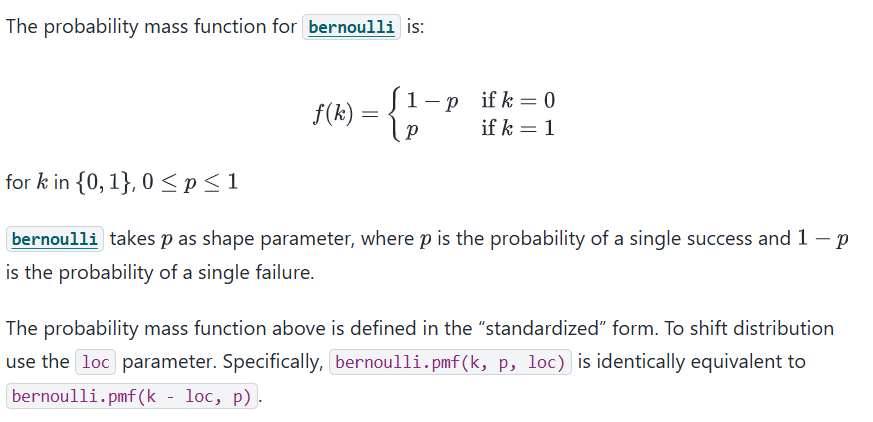 The probability mass function for bernoulli is:
f(k) = { 1 − p if k = 0
p if k = 1
for k in {0, 1}, 0 ≤ p ≤ 1
bernoulli takes p as shape parameter, where p is the probability of a single success and 1 − p
is the probability of a single failure.
The probability mass function above is defined in the “standardized” form. To shift distribution
use the loc parameter. Specifically, bernoulli.pmf(k, p, loc) is identically equivalent to
bernoulli.pmf(k - loc, p).